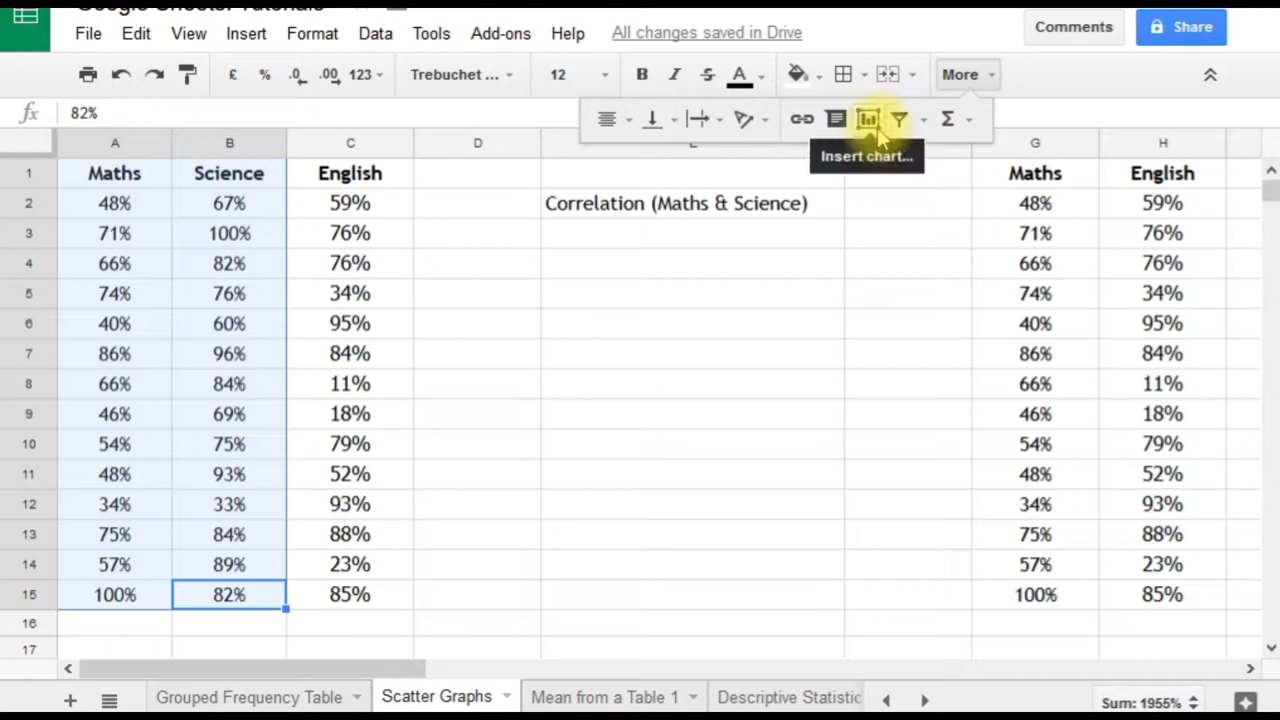 Google Sheets: Tutorials
File Edit View Insert Format Data Tools Add-ons Help All changes saved in Drive Comments Share
£ % .0 .00 123 Trebuchet ... 12 B I S A More
Σ
fx 82%
Insert chart...
A B C D E G H
1 Maths Science English Maths English
2 48% 67% 59% Correlation (Maths & Science) 48% 59%
3 71% 100% 76% 71% 76%
4 66% 82% 76% 66% 76%
5 74% 76% 34% 74% 34%
6 40% 60% 95% 40% 95%
7 86% 96% 84% 86% 84%
8 66% 84% 11% 66% 11%
9 46% 69% 18% 46% 18%
10 54% 75% 79% 54% 79%
11 48% 93% 52% 48% 52%
12 34% 33% 93% 34% 93%
13 75% 84% 88% 75% 88%
14 57% 89% 23% 57% 23%
15 100% 82% 85% 100% 85%
16
17
Grouped Frequency Table Scatter Graphs Mean from a Table 1 Descriptive Statistic Sum: 1955%